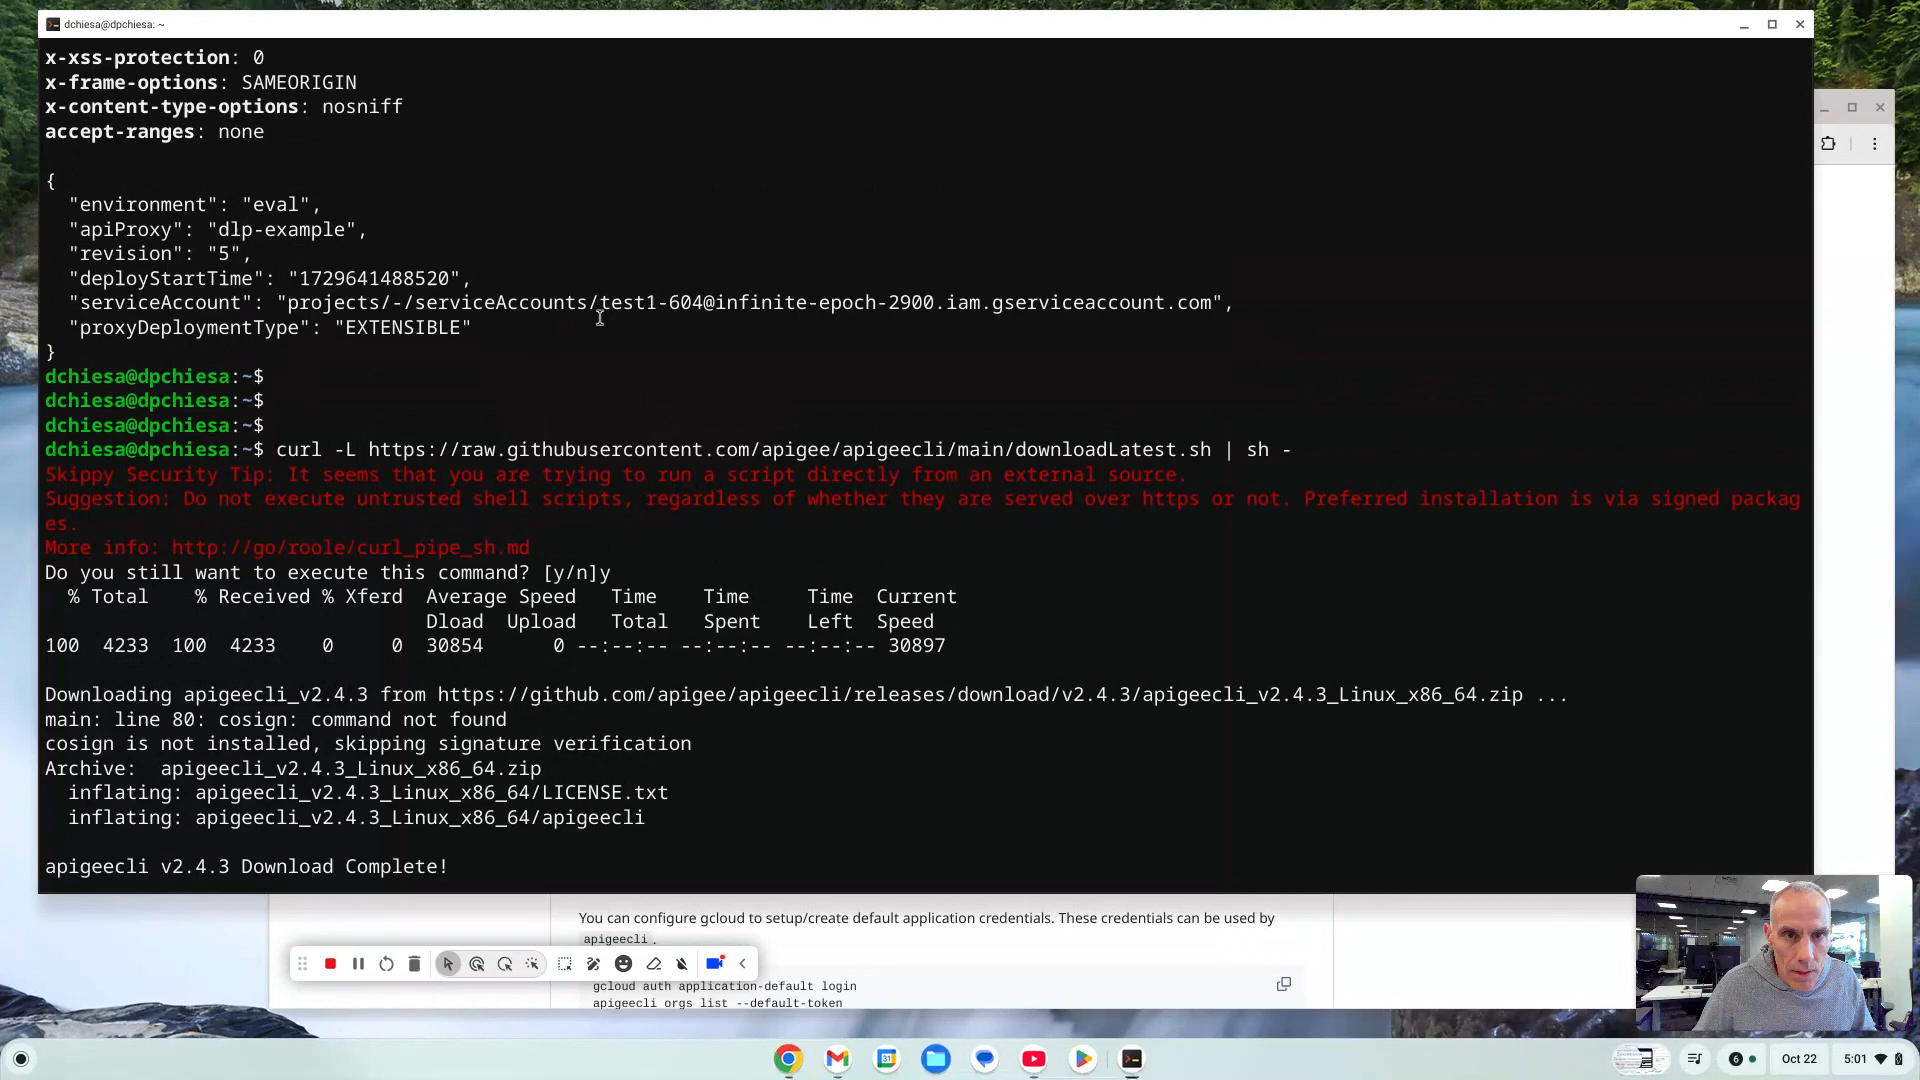 dchiesa@dpchiesa: ~
x-xss-protection: 0
x-frame-options: SAMEORIGIN
x-content-type-options: nosniff
accept-ranges: none
{
"environment": "eval",
"apiProxy": "dlp-example",
"revision": "5",
"deployStartTime": "1729641488520",
"serviceAccount": "projects/-/serviceAccounts/test1-604@infinite-epoch-2900.iam.gserviceaccount.com",
"proxyDeploymentType": "EXTENSIBLE"
}
dchiesa@dpchiesa:~$
dchiesa@dpchiesa:~$
dchiesa@dpchiesa:~$
dchiesa@dpchiesa:~$ curl -L https://raw.githubusercontent.com/apigee/apigeecli/main/downloadLatest.sh | sh -
Skippy Security Tip: It seems that you are trying to run a script directly from an external source.
Suggestion: Do not execute untrusted shell scripts, regardless of whether they are served over https or not. Preferred installation is via signed packag
es.
More info: http://go/roole/curl_pipe_sh.md
Do you still want to execute this command? [y/n]y
% Total % Received % Xferd Average Speed Time Time Time Current
Dload Upload Total Spent Left Speed
100 4233 100 4233 0 0 30854 0 --:--:-- --:--:-- --:--:-- 30897
Downloading apigeecli_v2.4.3 from https://github.com/apigee/apigeecli/releases/download/v2.4.3/apigeecli_v2.4.3_Linux_x86_64.zip ...
main: line 80: cosign: command not found
cosign is not installed, skipping signature verification
Archive: apigeecli_v2.4.3_Linux_x86_64.zip
inflating: apigeecli_v2.4.3_Linux_x86_64/LICENSE.txt
inflating: apigeecli_v2.4.3_Linux_x86_64/apigeecli
apigeecli v2.4.3 Download Complete!
You can configure gcloud to setup/create default application credentials. These credentials can be used by
apigeecli.
gcloud auth application-default login
apigeecli orgs list --default-token
31
6
Oct 22
5:01